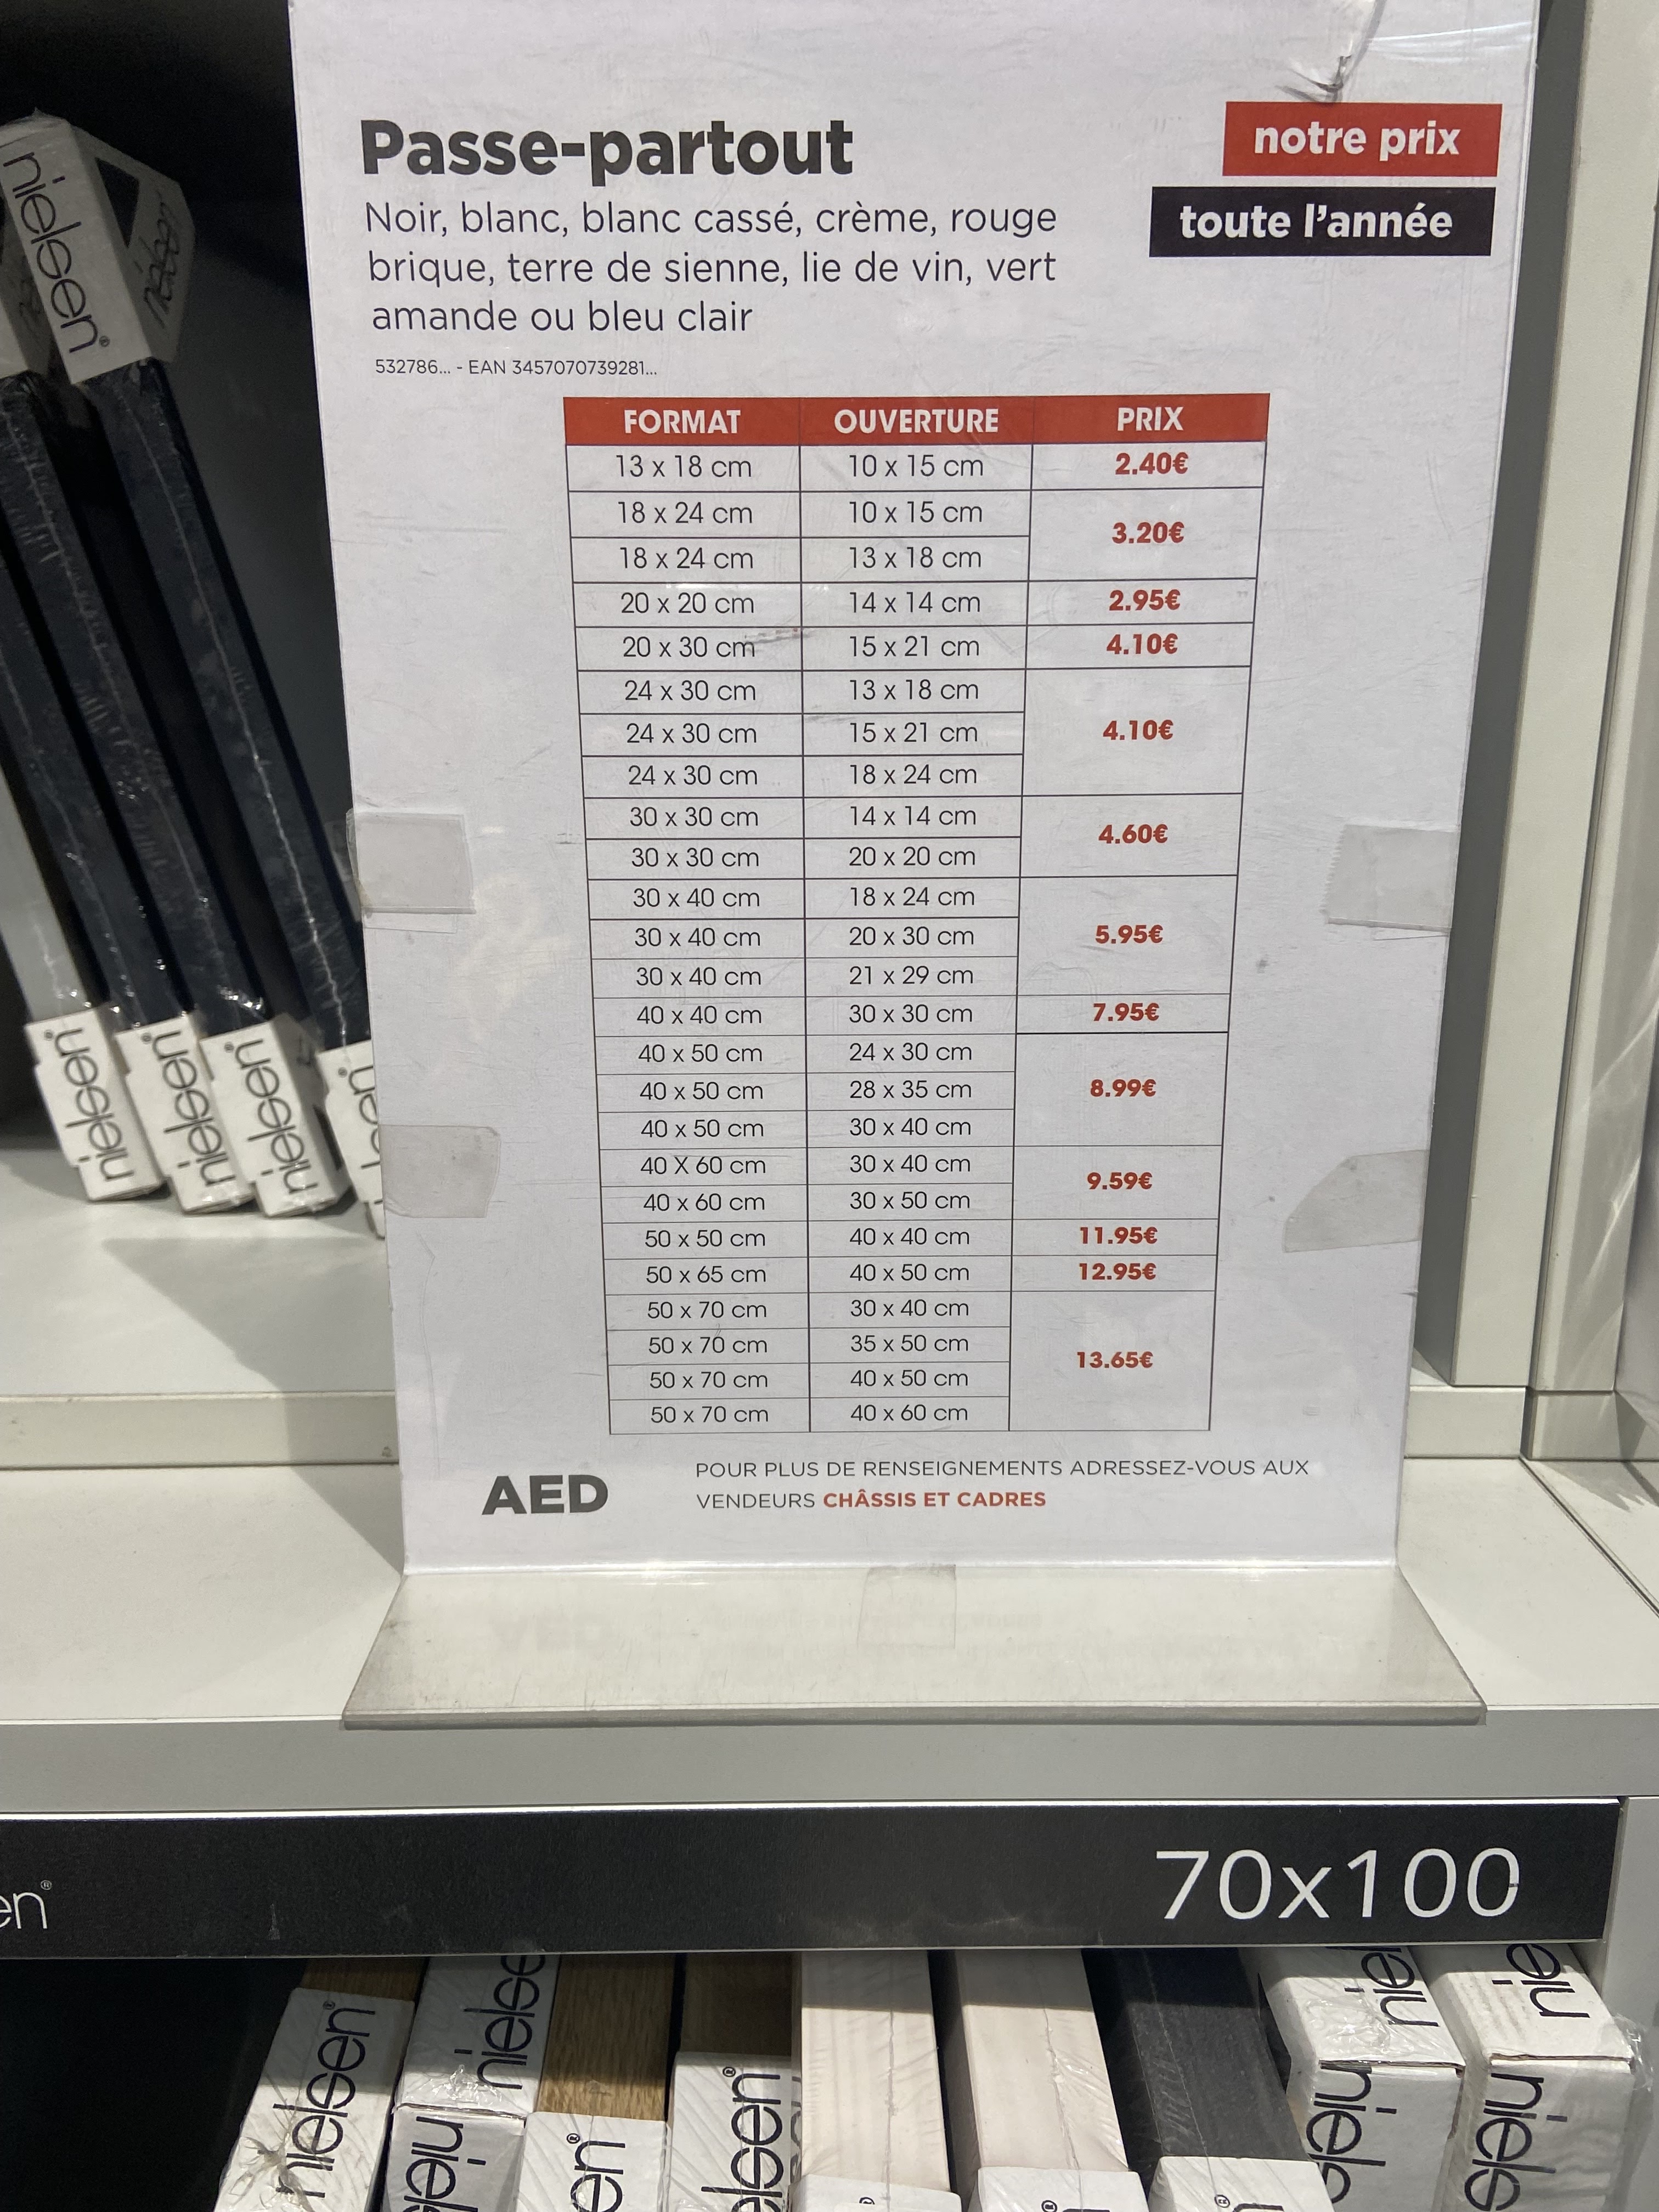 Passe-partout
notre prix
toute l'année
Noir, blanc, blanc cassé, crème, rouge
brique, terre de sienne, lie de vin, vert
amande ou bleu clair
532786... - EAN 3457070739281...
FORMAT OUVERTURE PRIX
13 x 18 cm 10 x 15 cm 2.40€
18 x 24 cm 10 x 15 cm 3.20€
18 x 24 cm 13 x 18 cm
20 x 20 cm 14 x 14 cm 2.95€
20 x 30 cm 15 x 21 cm 4.10€
24 x 30 cm 13 x 18 cm
24 x 30 cm 15 x 21 cm 4.10€
24 x 30 cm 18 x 24 cm
30 x 30 cm 14 x 14 cm 4.60€
30 x 30 cm 20 x 20 cm
30 x 40 cm 18 x 24 cm
30 x 40 cm 20 x 30 cm 5.95€
30 x 40 cm 21 x 29 cm
40 x 40 cm 30 x 30 cm 7.95€
40 x 50 cm 24 x 30 cm
40 x 50 cm 28 x 35 cm 8.99€
40 x 50 cm 30 x 40 cm
40 X 60 cm 30 x 40 cm 9.59€
40 x 60 cm 30 x 50 cm
50 x 50 cm 40 x 40 cm 11.95€
50 x 65 cm 40 x 50 cm 12.95€
50 x 70 cm 30 x 40 cm
50 x 70 cm 35 x 50 cm 13.65€
50 x 70 cm 40 x 50 cm
50 x 70 cm 40 x 60 cm
AED
POUR PLUS DE RENSEIGNEMENTS ADRESSEZ-VOUS AUX
VENDEURS CHÂSSIS ET CADRES
nielsen®
nielsen®
nielsen®
nielsen®
70x100
nielsen®